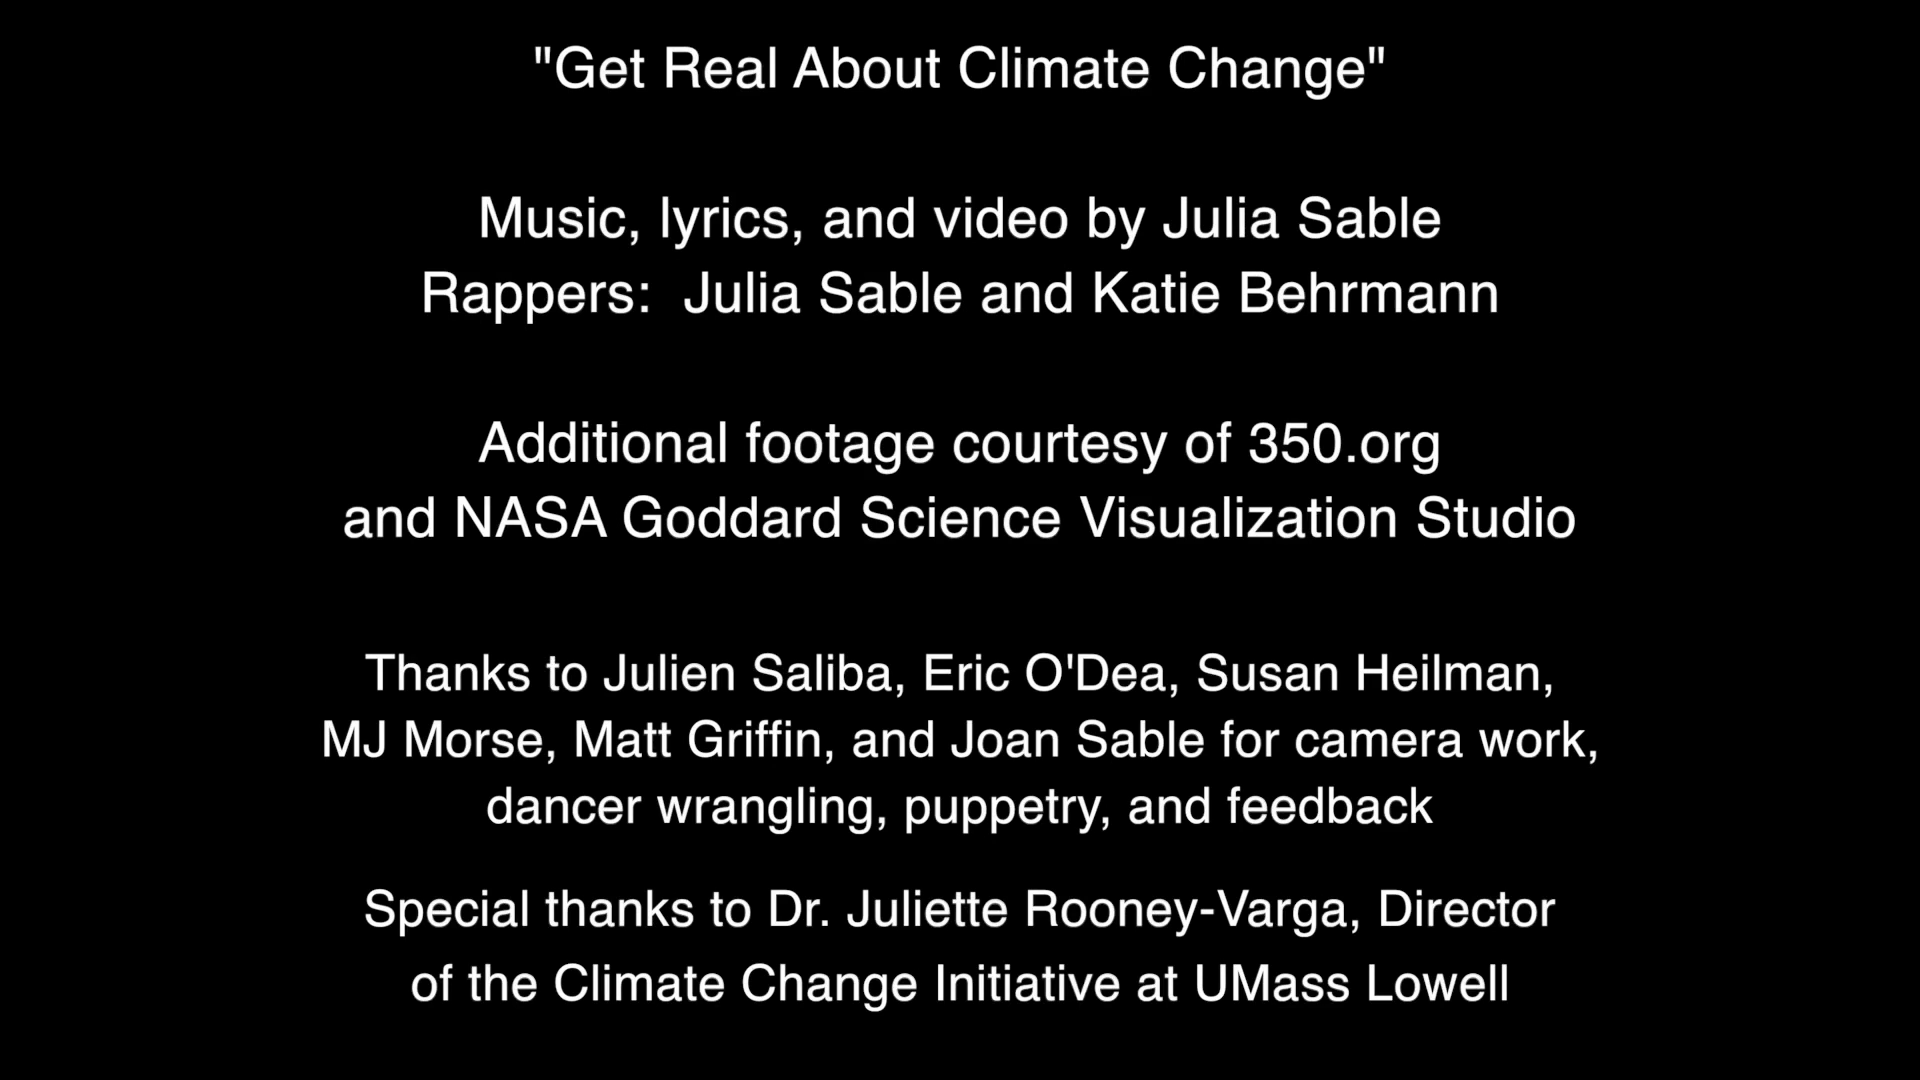 "Get Real About Climate Change"
Music, lyrics, and video by Julia Sable
Rappers:  Julia Sable and Katie Behrmann
Additional footage courtesy of 350.org
and NASA Goddard Science Visualization Studio
Thanks to Julien Saliba, Eric O'Dea, Susan Heilman,
MJ Morse, Matt Griffin, and Joan Sable for camera work,
dancer wrangling, puppetry, and feedback
Special thanks to Dr. Juliette Rooney-Varga, Director
of the Climate Change Initiative at UMass Lowell